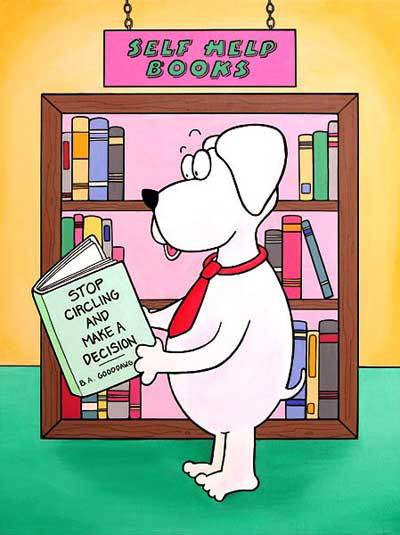 SELF HELP
BOOKS
STOP
CIRCLING
AND
MAKE A
DECISION
B.A. GOODDAWG